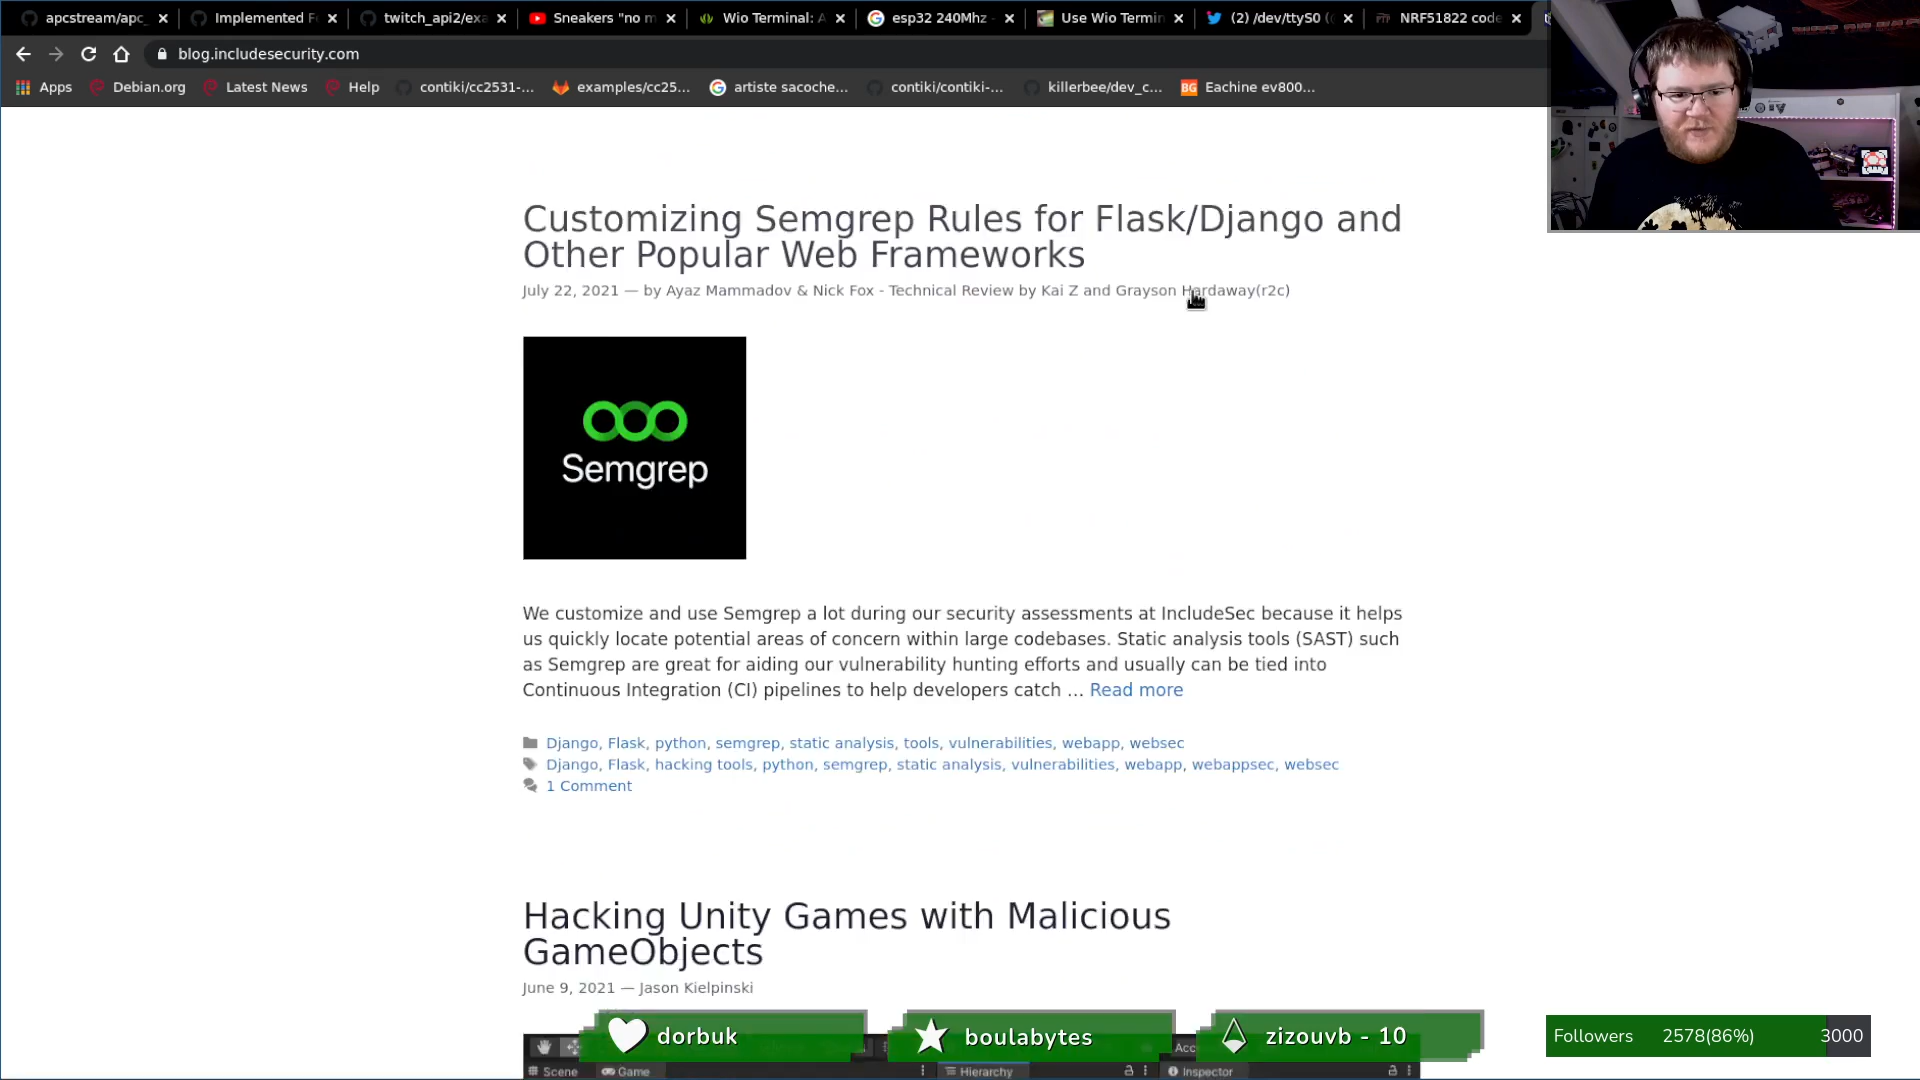 apcstream/apc_
Implemented F
twitch_api2/exa
Sneakers "no m
Wio Terminal: A
esp32 240Mhz -
Use Wio Termin
(2) /dev/ttyS0 (
NRF51822 code
blog.includesecurity.com
Apps
Debian.org
Latest News
Help
contiki/cc2531-...
examples/cc25...
artiste sacoche...
contiki/contiki-...
killerbee/dev_c...
BG
Eachine ev800...
Customizing Semgrep Rules for Flask/Django and
Other Popular Web Frameworks
July 22, 2021 — by Ayaz Mammadov & Nick Fox - Technical Review by Kai Z and Grayson Hardaway(r2c)
Semgrep
We customize and use Semgrep a lot during our security assessments at IncludeSec because it helps
us quickly locate potential areas of concern within large codebases. Static analysis tools (SAST) such
as Semgrep are great for aiding our vulnerability hunting efforts and usually can be tied into
Continuous Integration (CI) pipelines to help developers catch … Read more
Django, Flask, python, semgrep, static analysis, tools, vulnerabilities, webapp, websec
Django, Flask, hacking tools, python, semgrep, static analysis, vulnerabilities, webapp, webappsec, websec
1 Comment
Hacking Unity Games with Malicious
GameObjects
June 9, 2021 — Jason Kielpinski
dorbuk
boulabytes
zizouvb - 10
Followers 2578(86%) 3000
Acc
Scene
Game
Hierarchy
Inspector